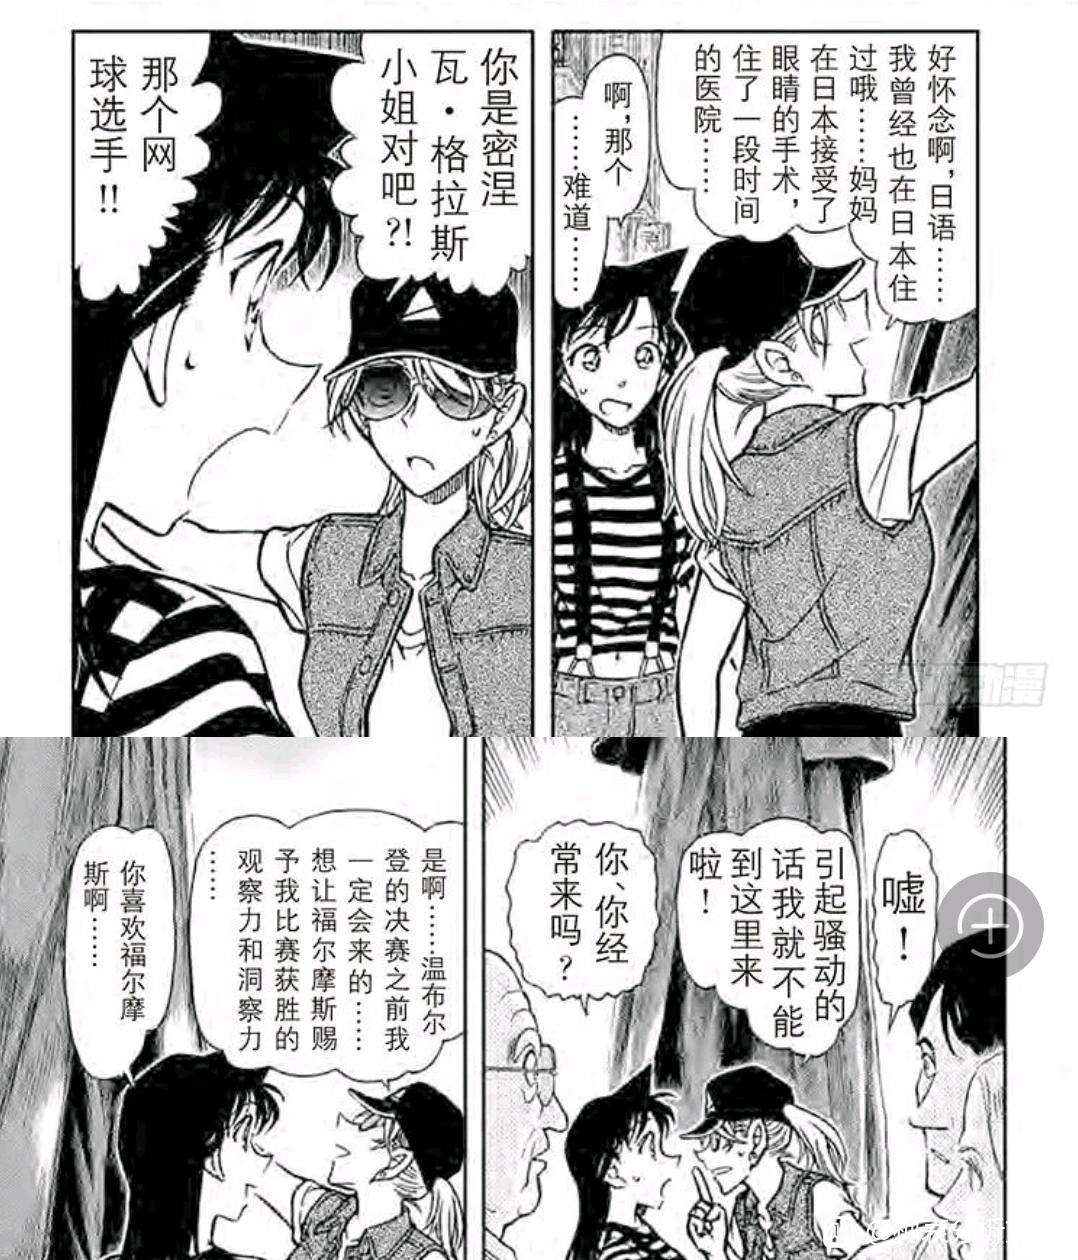 好怀念啊,日语……
我曾经也在日本住
过哦……妈妈
在日本接受了
眼睛的手术,
住了一段时间
的医院……
啊,那个
……难道……
你是密涅
瓦·格拉斯
小姐对吧?!
那个网
球选手!!
嘘!
引起骚动的
话我就不能
到这里来
啦!
你、你经
常来吗?
是啊……温布尔
登的决赛之前我
一定会来的……
想让福尔摩斯赐
予我比赛获胜的
观察力和洞察力
……
你喜欢福尔摩
斯啊……
动漫